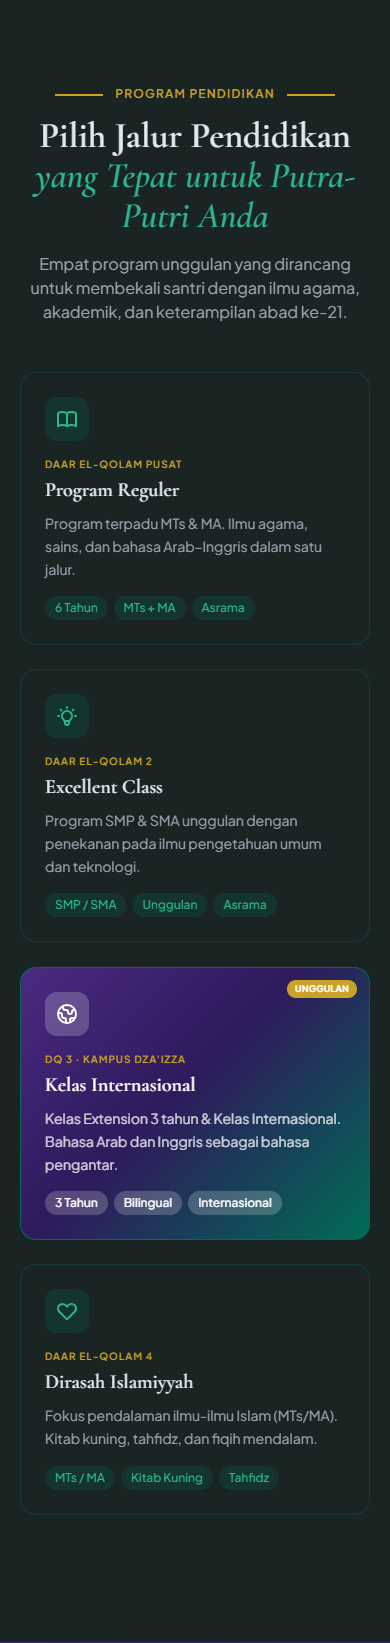 PROGRAM PENDIDIKAN
Pilih Jalur Pendidikan
yang Tepat untuk Putra-
Putri Anda
Empat program unggulan yang dirancang
untuk membekali santri dengan ilmu agama,
akademik, dan keterampilan abad ke-21.
DAAR EL-QOLAM PUSAT
Program Reguler
Program terpadu MTs & MA. Ilmu agama,
sains, dan bahasa Arab–Inggris dalam satu
jalur.
6 Tahun MTs + MA Asrama
DAAR EL-QOLAM 2
Excellent Class
Program SMP & SMA unggulan dengan
penekanan pada ilmu pengetahuan umum
dan teknologi.
SMP / SMA Unggulan Asrama
UNGGULAN
DQ 3 · KAMPUS DZA'IZZA
Kelas Internasional
Kelas Extension 3 tahun & Kelas Internasional.
Bahasa Arab dan Inggris sebagai bahasa
pengantar.
3 Tahun Bilingual Internasional
DAAR EL-QOLAM 4
Dirasah Islamiyyah
Fokus pendalaman ilmu-ilmu Islam (MTs/MA).
Kitab kuning, tahfidz, dan fiqih mendalam.
MTs / MA Kitab Kuning Tahfidz